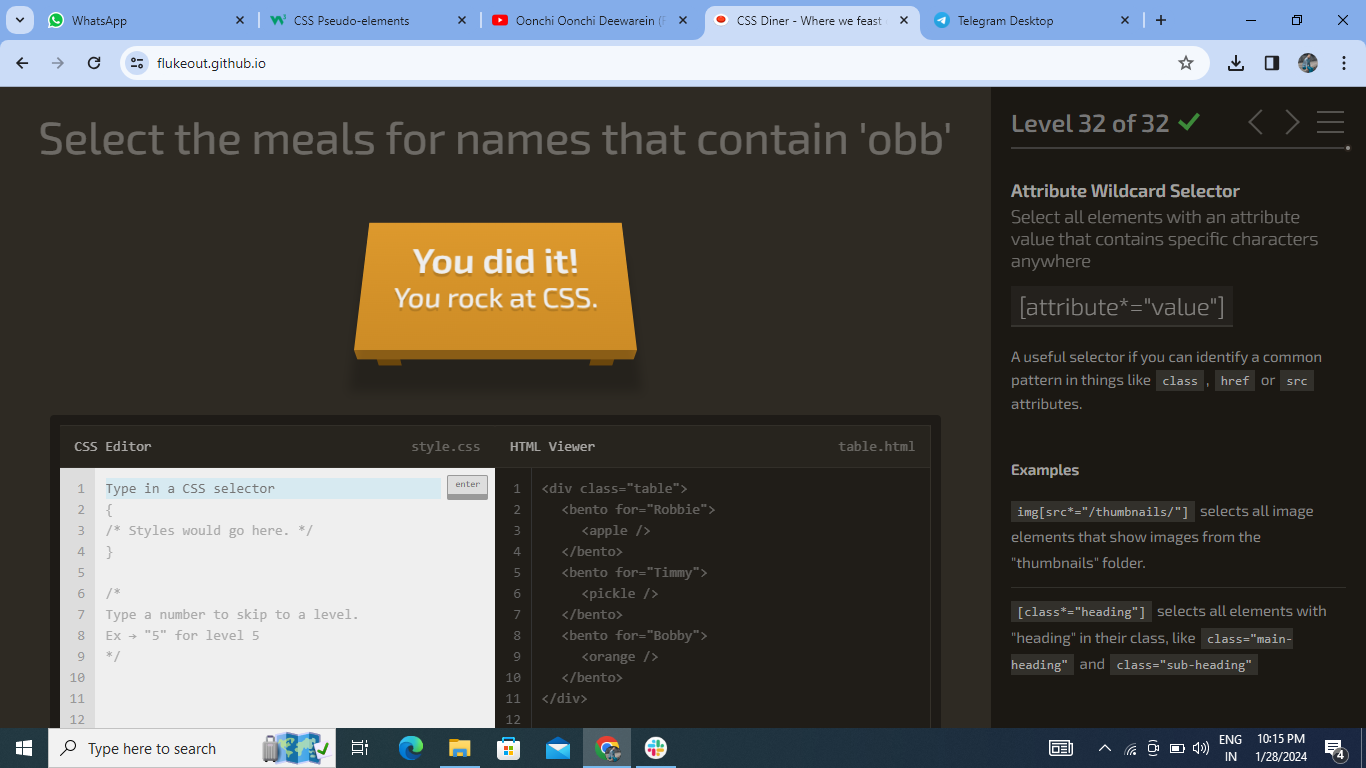 WhatsApp
CSS Pseudo-elements
Oonchi Oonchi Deewarein (
CSS Diner - Where we feast
Telegram Desktop
flukeout.github.io
Select the meals for names that contain 'obb'
You did it!
You rock at CSS.
CSS Editor style.css
1 Type in a CSS selector enter
2 {
3 /* Styles would go here. */
4 }
5
6 /*
7 Type a number to skip to a level.
8 Ex → "5" for level 5
9 */
10
11
12
HTML Viewer table.html
1 <div class="table">
2 <bento for="Robbie">
3 <apple />
4 </bento>
5 <bento for="Timmy">
6 <pickle />
7 </bento>
8 <bento for="Bobby">
9 <orange />
10 </bento>
11 </div>
12
Level 32 of 32
Attribute Wildcard Selector
Select all elements with an attribute
value that contains specific characters
anywhere
[attribute*="value"]
A useful selector if you can identify a common
pattern in things like class , href or src
attributes.
Examples
img[src*="/thumbnails/"] selects all image
elements that show images from the
"thumbnails" folder.
[class*="heading"] selects all elements with
"heading" in their class, like class="main-
heading" and class="sub-heading"
Type here to search
ENG
IN
10:15 PM
1/28/2024
4